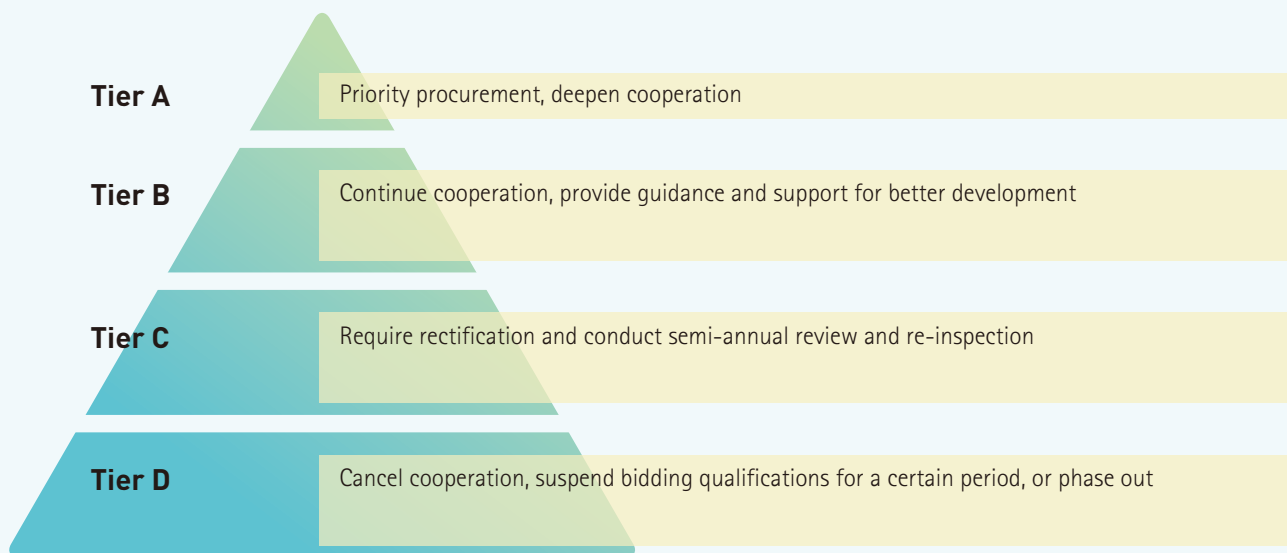 Tier A
Priority procurement, deepen cooperation
Tier B
Continue cooperation, provide guidance and support for better development
Tier C
Require rectification and conduct semi-annual review and re-inspection
Tier D
Cancel cooperation, suspend bidding qualifications for a certain period, or phase out